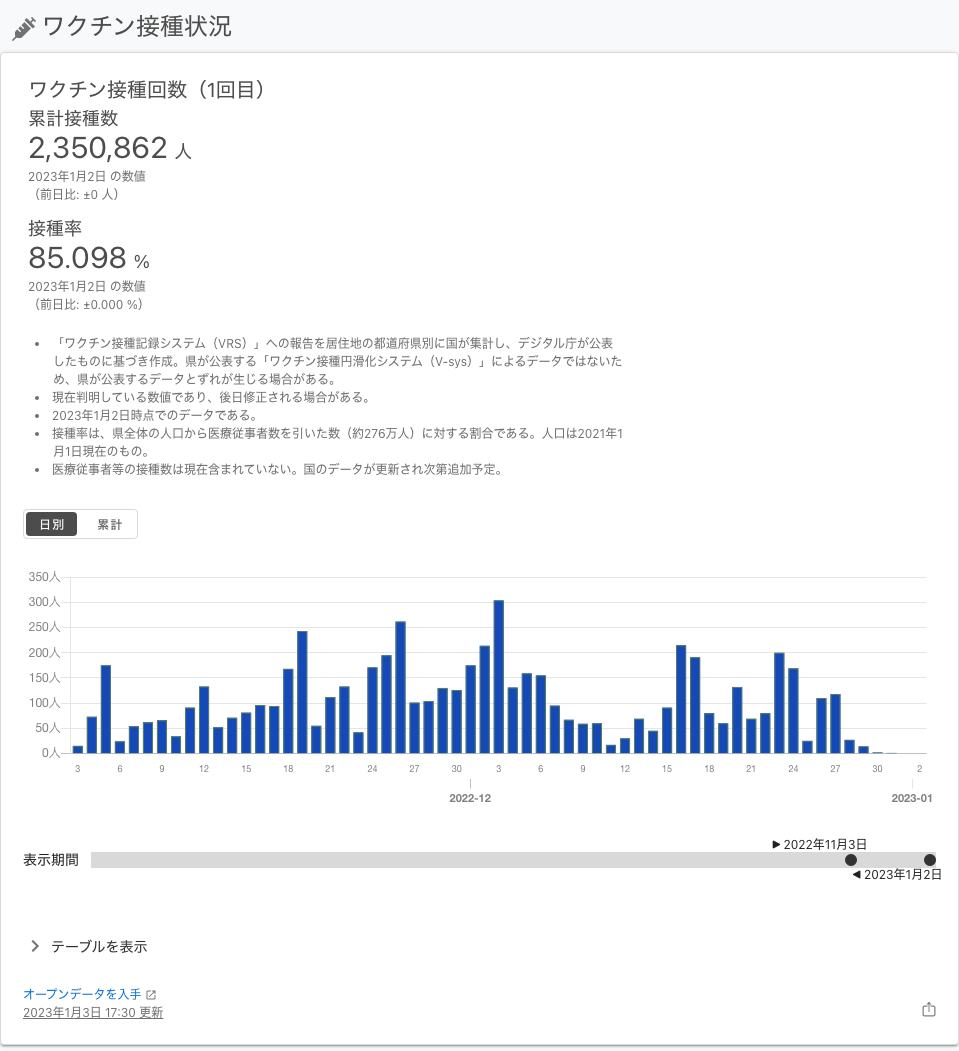 ワクチン接種状況
ワクチン接種回数（1回目）
累計接種数
2,350,862 人
2023年1月2日 の数値
（前日比: ±0 人）
接種率
85.098 %
2023年1月2日 の数値
（前日比: ±0.000 %）
• 「ワクチン接種記録システム（VRS）」への報告を居住地の都道府県別に国が集計し、デジタル庁が公表
したものに基づき作成。県が公表する「ワクチン接種円滑化システム（V-sys）」によるデータではないた
め、県が公表するデータとずれが生じる場合がある。
• 現在判明している数値であり、後日修正される場合がある。
• 2023年1月2日時点でのデータである。
• 接種率は、県全体の人口から医療従事者数を引いた数（約276万人）に対する割合である。人口は2021年1
月1日現在のもの。
• 医療従事者等の接種数は現在含まれていない。国のデータが更新され次第追加予定。
日別 累計
350人
300人
250人
200人
150人
100人
50人
0人
3 6 9 12 15 18 21 24 27 30 3 6 9 12 15 18 21 24 27 30 2
2022-12 2023-01
2022年11月3日
表示期間
2023年1月2日
テーブルを表示
オープンデータを入手
2023年1月3日 17:30 更新